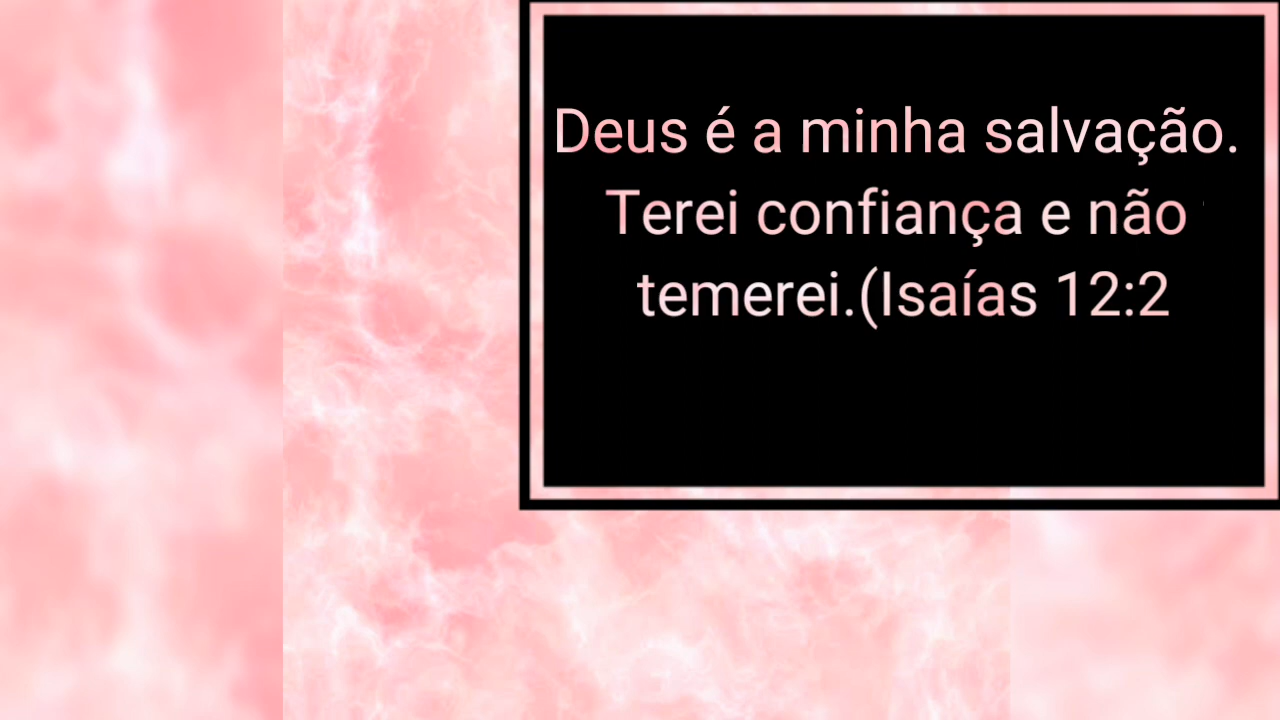 Deus é a minha salvação.
Terei confiança e não
temerei.(Isaías 12:2